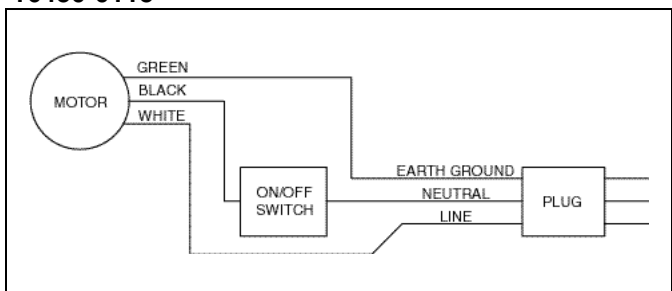 GREEN
BLACK
MOTOR
WHITE
EARTH GROUND
ON/OFF
SWITCH
NEUTRAL
PLUG
LINE